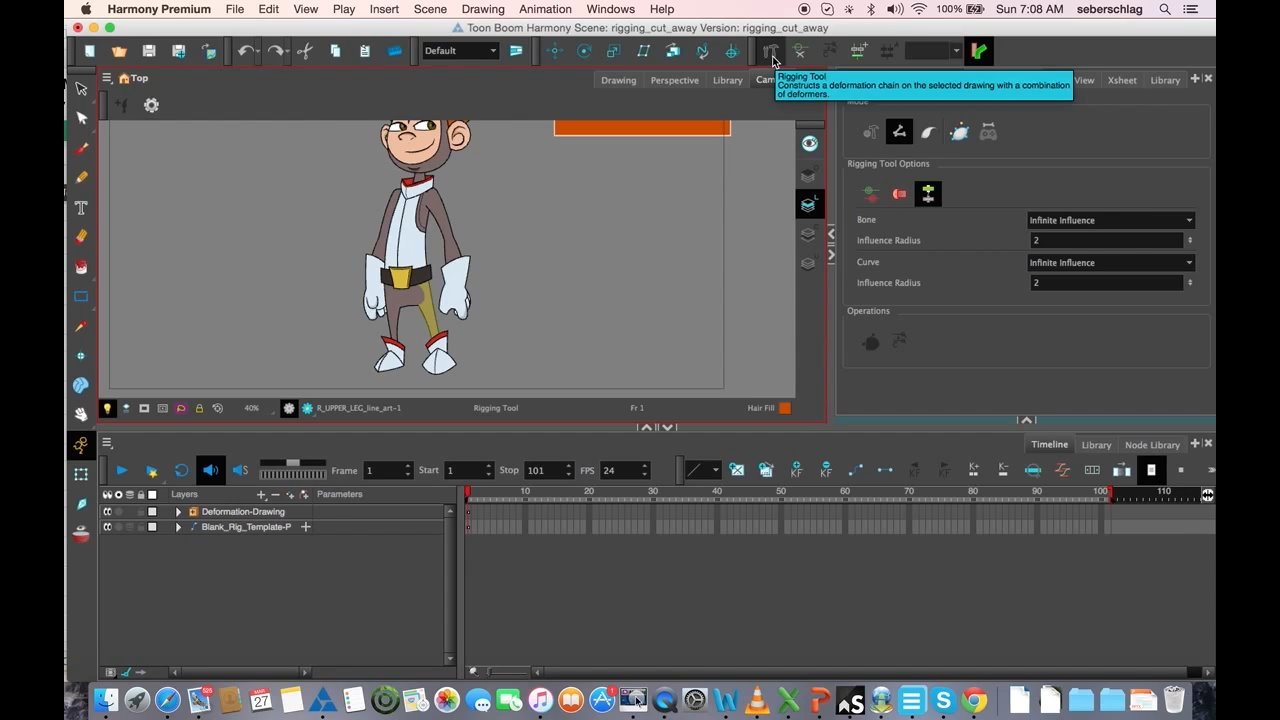 Harmony Premium File Edit View Play Insert Scene Drawing Animation Windows Help 100% Sun 7:08 AM seberschlag
Toon Boom Harmony Scene: rigging_cut_away Version: rigging_cut_away
Default
Top
Drawing Perspective Library Cam View Xsheet Library
Rigging Tool
Constructs a deformation chain on the selected drawing with a combination
of deformers.
Mode
Rigging Tool Options
Bone Infinite Influence
Influence Radius 2
Curve Infinite Influence
Influence Radius 2
Operations
40% R_UPPER_LEG_line_art-1 Rigging Tool Fr 1 Hair Fill
Timeline Library Node Library
Frame 1 Start 1 Stop 101 FPS 24
KF KF K+ K-
Layers Parameters
10 20 30 40 50 60 70 80 90 100 110
Deformation-Drawing
Blank_Rig_Template-P